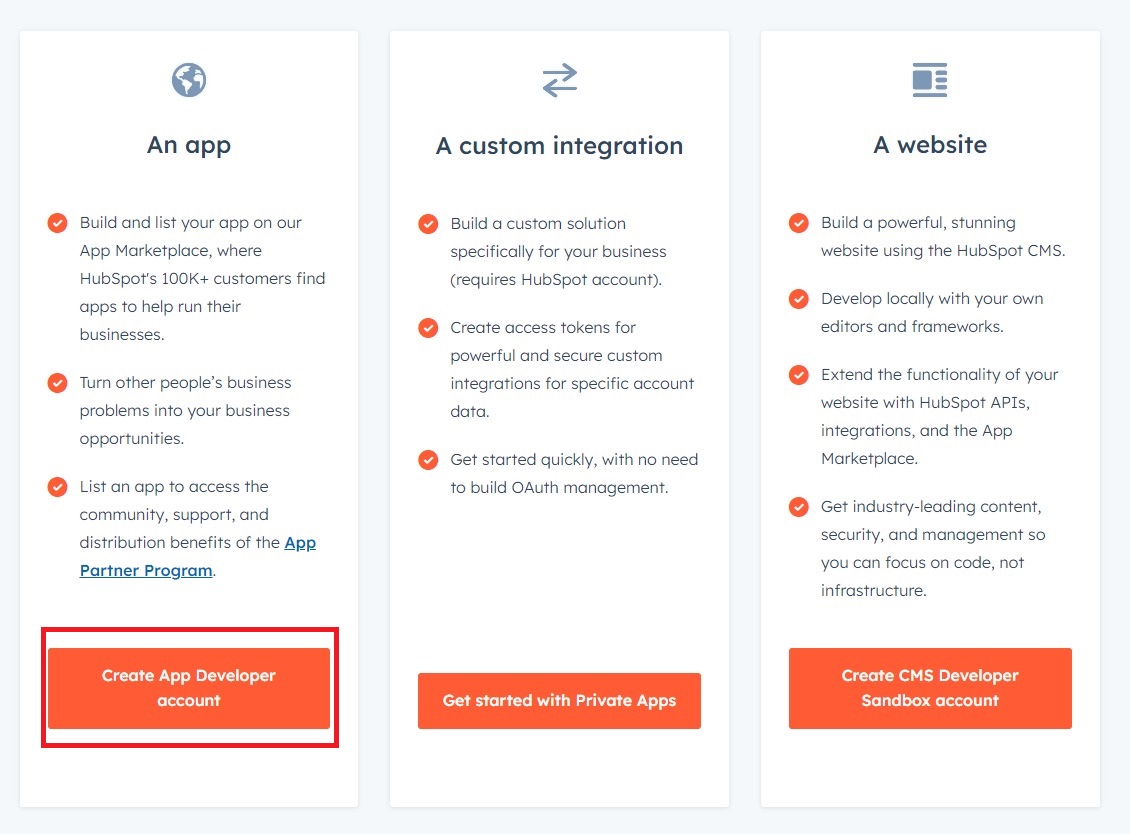 An app
Build and list your app on our
App Marketplace, where
HubSpot's 100K+ customers find
apps to help run their
businesses.
Turn other people’s business
problems into your business
opportunities.
List an app to access the
community, support, and
distribution benefits of the App
Partner Program.
Create App Developer
account
A custom integration
Build a custom solution
specifically for your business
(requires HubSpot account).
Create access tokens for
powerful and secure custom
integrations for specific account
data.
Get started quickly, with no need
to build OAuth management.
Get started with Private Apps
A website
Build a powerful, stunning
website using the HubSpot CMS.
Develop locally with your own
editors and frameworks.
Extend the functionality of your
website with HubSpot APIs,
integrations, and the App
Marketplace.
Get industry-leading content,
security, and management so
you can focus on code, not
infrastructure.
Create CMS Developer
Sandbox account